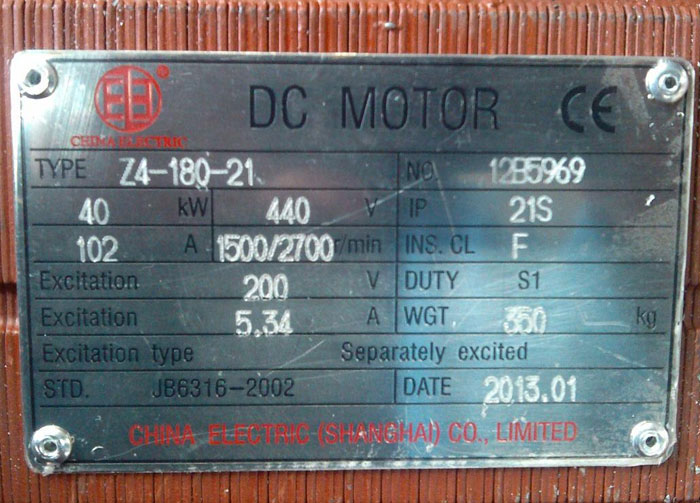 DC MOTOR CE
CHINA ELECTRIC ®
TYPE Z4-180-21 NO. 12B5969
40 kW 440 V IP 21S
102 A 1500/2700 r/min INS. CL F
Excitation 200 V DUTY S1
Excitation 5.34 A WGT 350 kg
Excitation type Separately excited
STD. JB6316-2002 DATE 2013.01
CHINA ELECTRIC (SHANGHAI) CO., LIMITED